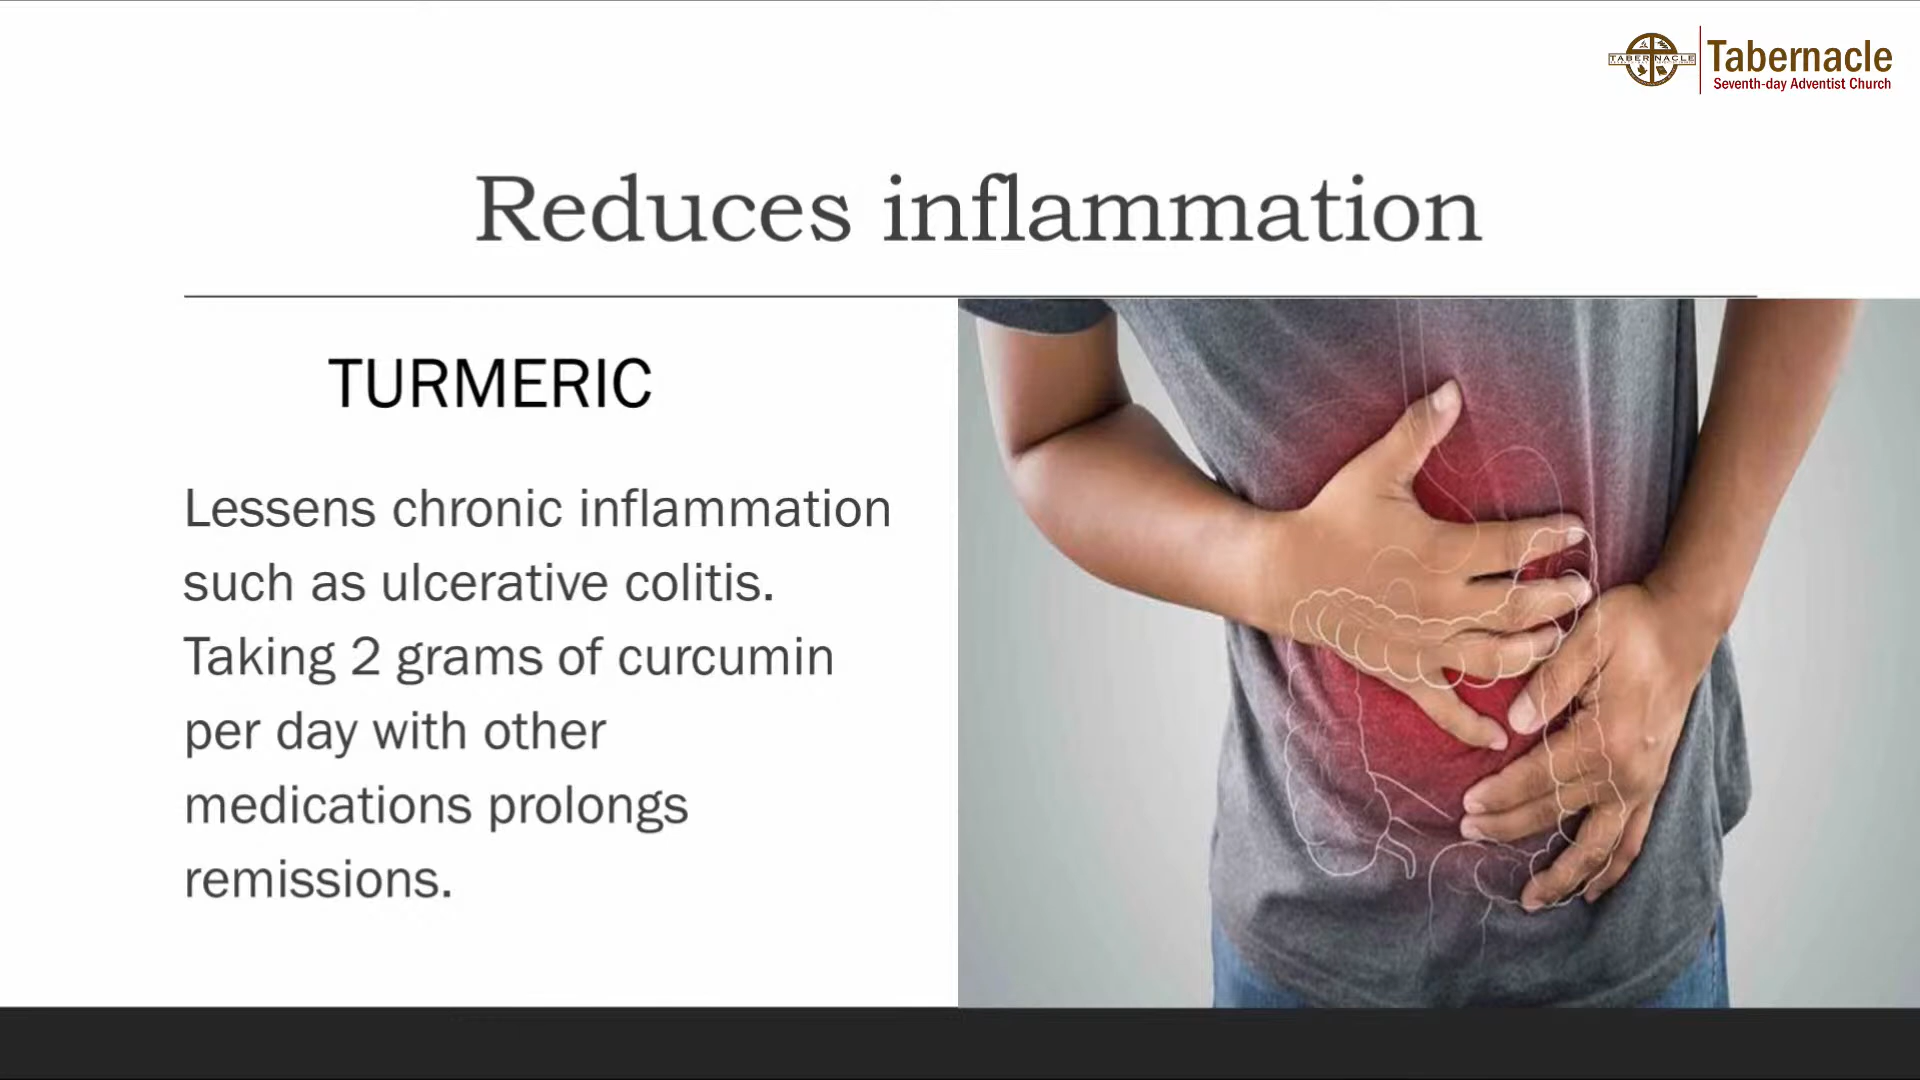 TABERNACLE
Tabernacle
Seventh-day Adventist Church
Reduces inflammation
TURMERIC
Lessens chronic inflammation
such as ulcerative colitis.
Taking 2 grams of curcumin
per day with other
medications prolongs
remissions.